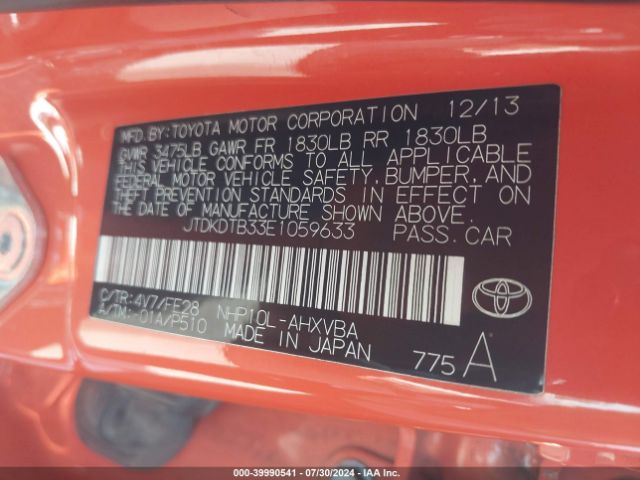 MFD.BY:TOYOTA MOTOR CORPORATION 12/13
GVWR 3475LB GAWR FR 1830LB RR 1830LB
THIS VEHICLE CONFORMS TO ALL APPLICABLE
FEDERAL MOTOR VEHICLE SAFETY, BUMPER, AND
THEFT PREVENTION STANDARDS IN EFFECT ON
THE DATE OF MANUFACTURE SHOWN ABOVE.
JTDKDTB33E1059633 PASS.CAR
C/TR:4V7/FF28 NHP10L-AHXVBA
A/TM:-01A/P510 MADE IN JAPAN 775A
000-39990541 - 07/30/2024 - IAA Inc.